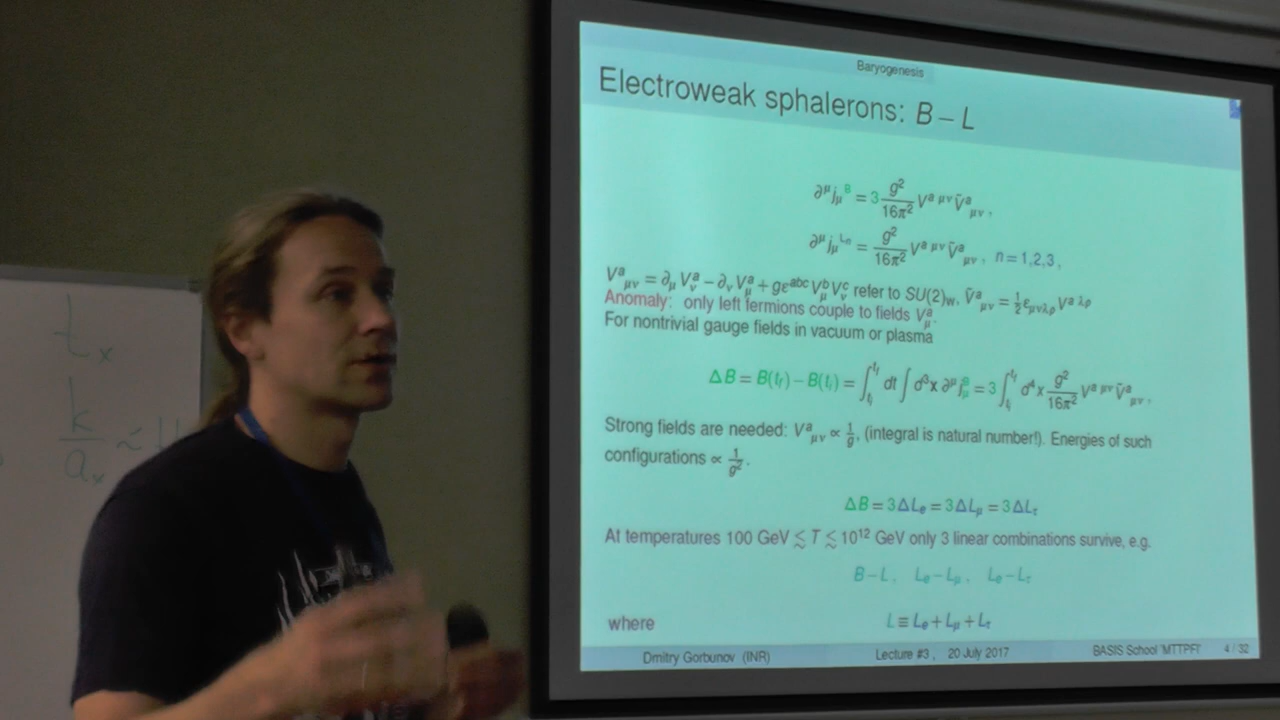 t_x
k
a_x
≈
Baryogenesis
Electroweak sphalerons: B − L
∂^μ j_μ^B = 3 g²/16π² V^{a μν} Ṽ^a_{μν} ,
∂^μ j_μ^{L_n} = g²/16π² V^{a μν} Ṽ^a_{μν} , n = 1,2,3 ,
V^a_{μν} = ∂_μ V^a_ν − ∂_ν V^a_μ + gε^{abc} V^b_μ V^c_ν refer to SU(2)_W, Ṽ^a_{μν} = ½ε_{μνλρ} V^{a λρ}
Anomaly: only left fermions couple to fields V^a_μ.
For nontrivial gauge fields in vacuum or plasma
ΔB = B(t_f) − B(t_i) = ∫_{t_i}^{t_f} dt ∫ d³x ∂^μ j_μ^B = 3 ∫_{t_i}^{t_f} d⁴x g²/16π² V^{a μν} Ṽ^a_{μν} ,
Strong fields are needed: V^a_{μν} ∝ 1/g, (integral is natural number!). Energies of such
configurations ∝ 1/g² .
ΔB = 3ΔL_e = 3ΔL_μ = 3ΔL_τ
At temperatures 100 GeV ≲ T ≲ 10¹² GeV only 3 linear combinations survive, e.g.
B − L , L_e − L_μ , L_e − L_τ
where L ≡ L_e + L_μ + L_τ
Dmitry Gorbunov (INR) Lecture #3 , 20 July 2017 BASIS School 'MTTPFI' 4 / 32